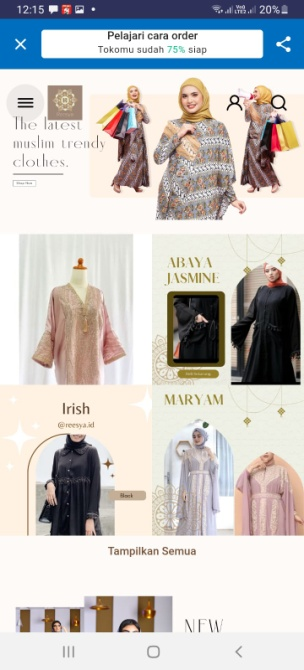 12:15
20%
Pelajari cara order
Tokomu sudah 75% siap
The latest
muslim trendy
clothes.
ABAYA
JASMINE
Irish
@reesya.id
Black
MARYAM
Tampilkan Semua
NEW